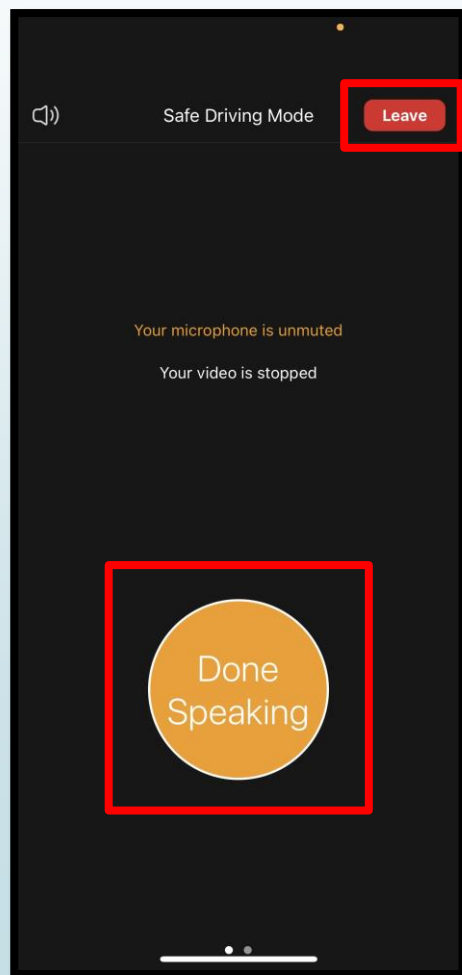 Safe Driving Mode
Leave
Your microphone is unmuted
Your video is stopped
Done
Speaking